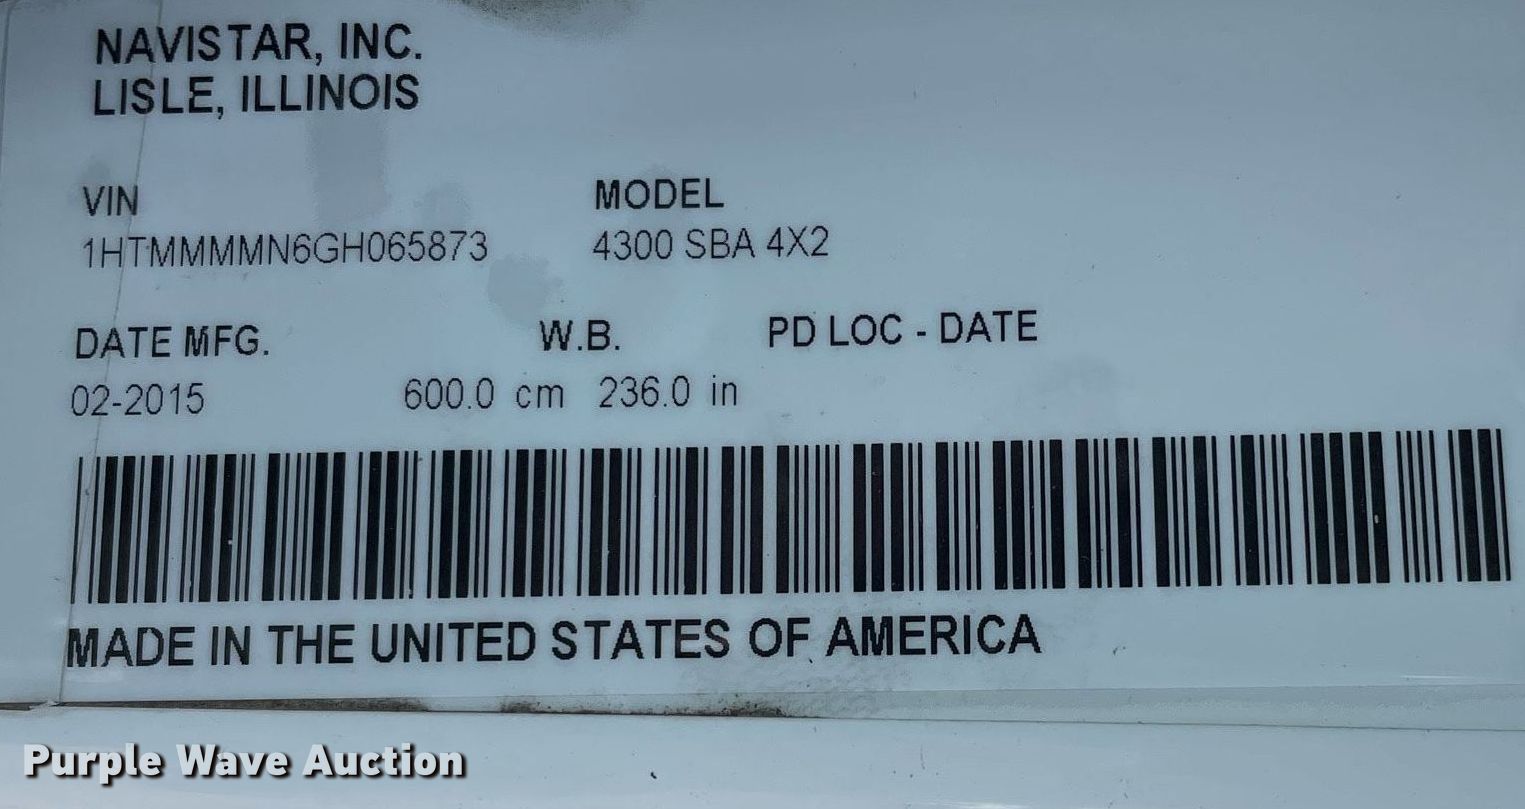 NAVISTAR, INC.
LISLE, ILLINOIS
VIN MODEL
1HTMMMMN6GH065873 4300 SBA 4X2
DATE MFG. W.B. PD LOC - DATE
02-2015 600.0 cm 236.0 in
MADE IN THE UNITED STATES OF AMERICA
Purple Wave Auction